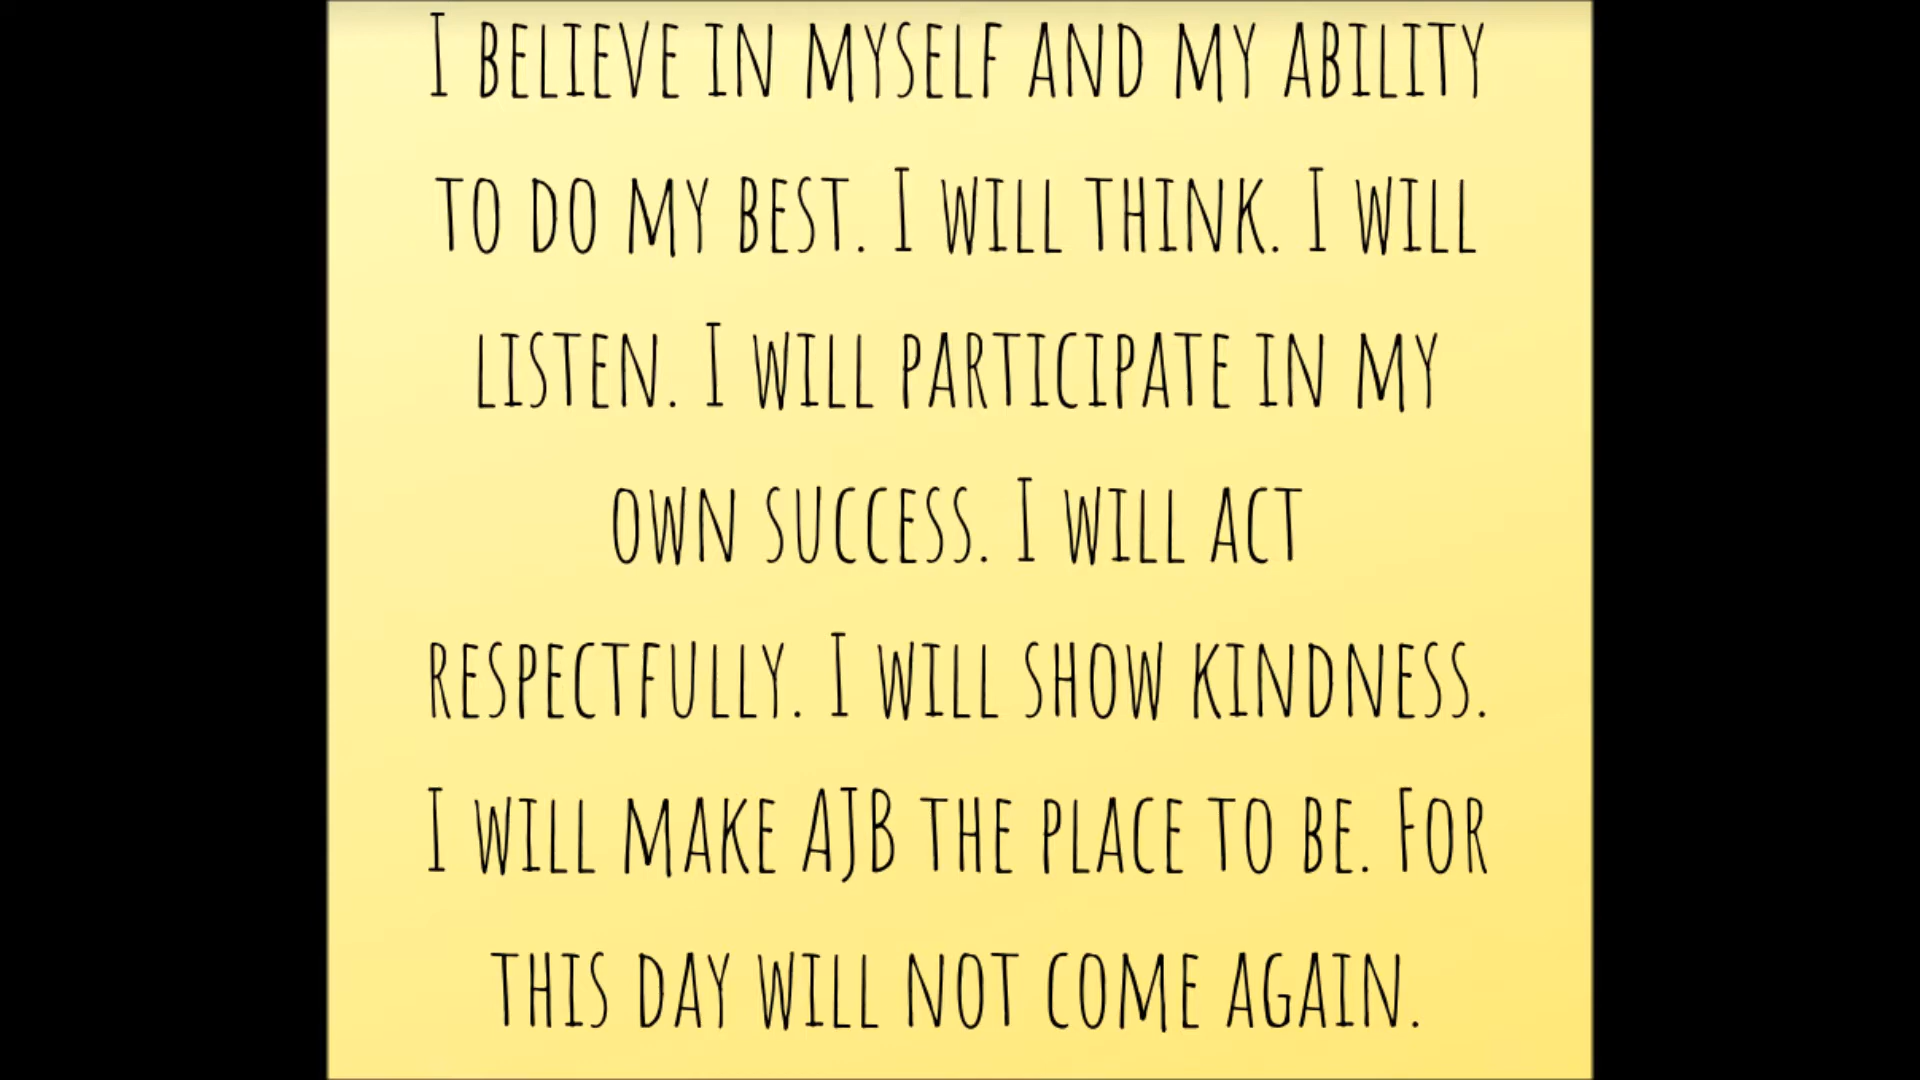 I BELIEVE IN MYSELF AND MY ABILITY
TO DO MY BEST. I WILL THINK. I WILL
LISTEN. I WILL PARTICIPATE IN MY
OWN SUCCESS. I WILL ACT
RESPECTFULLY. I WILL SHOW KINDNESS.
I WILL MAKE AJB THE PLACE TO BE. FOR
THIS DAY WILL NOT COME AGAIN.